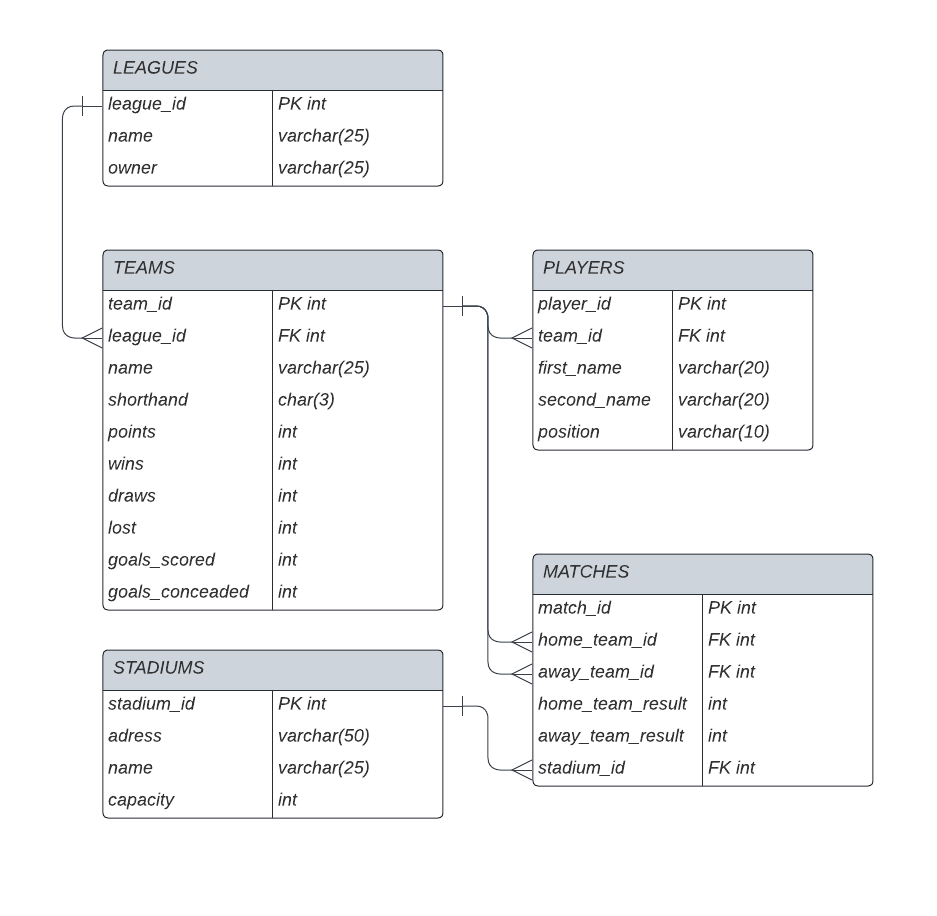 LEAGUES
league_id PK int
name varchar(25)
owner varchar(25)
TEAMS
team_id PK int
league_id FK int
name varchar(25)
shorthand char(3)
points int
wins int
draws int
lost int
goals_scored int
goals_conceaded int
PLAYERS
player_id PK int
team_id FK int
first_name varchar(20)
second_name varchar(20)
position varchar(10)
STADIUMS
stadium_id PK int
adress varchar(50)
name varchar(25)
capacity int
MATCHES
match_id PK int
home_team_id FK int
away_team_id FK int
home_team_result int
away_team_result int
stadium_id FK int